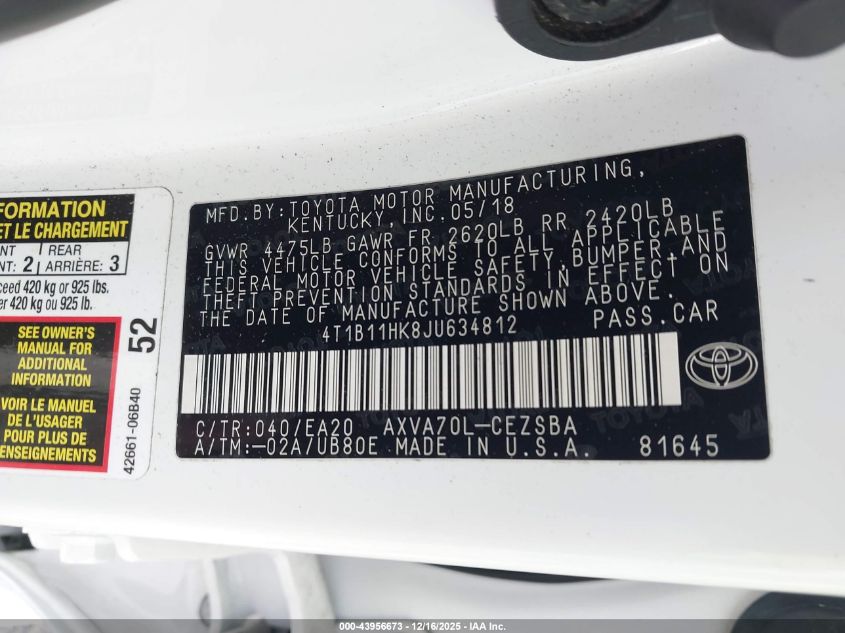 FORMATION
ET LE CHARGEMENT
NT 2 REAR
NT: ARRIÈRE: 3
ceed 420 kg or 925 lbs.
er 420 kg ou 925 lb.
SEE OWNER'S
MANUAL FOR
ADDITIONAL
INFORMATION
VOIR LE MANUEL
DE L'USAGER
POUR PLUS DE
RENSEIGNEMENTS
52
42661-06B40
MFD.BY:TOYOTA MOTOR MANUFACTURING,
KENTUCKY,INC.05/18
GVWR 4475LB GAWR FR 2620LB RR 2420LB
THIS VEHICLE CONFORMS TO ALL APPLICABLE
FEDERAL MOTOR VEHICLE SAFETY,BUMPER,AND
THEFT PREVENTION STANDARDS IN EFFECT ON
THE DATE OF MANUFACTURE SHOWN ABOVE.
4T1B11HK8JU634812 PASS.CAR
C/TR:040/EA20 AXVA70L-CEZSBA
A/TM:-02A/UB80E MADE IN U.S.A. 81645
000-43956673 - 12/16/2025 - IAA Inc.